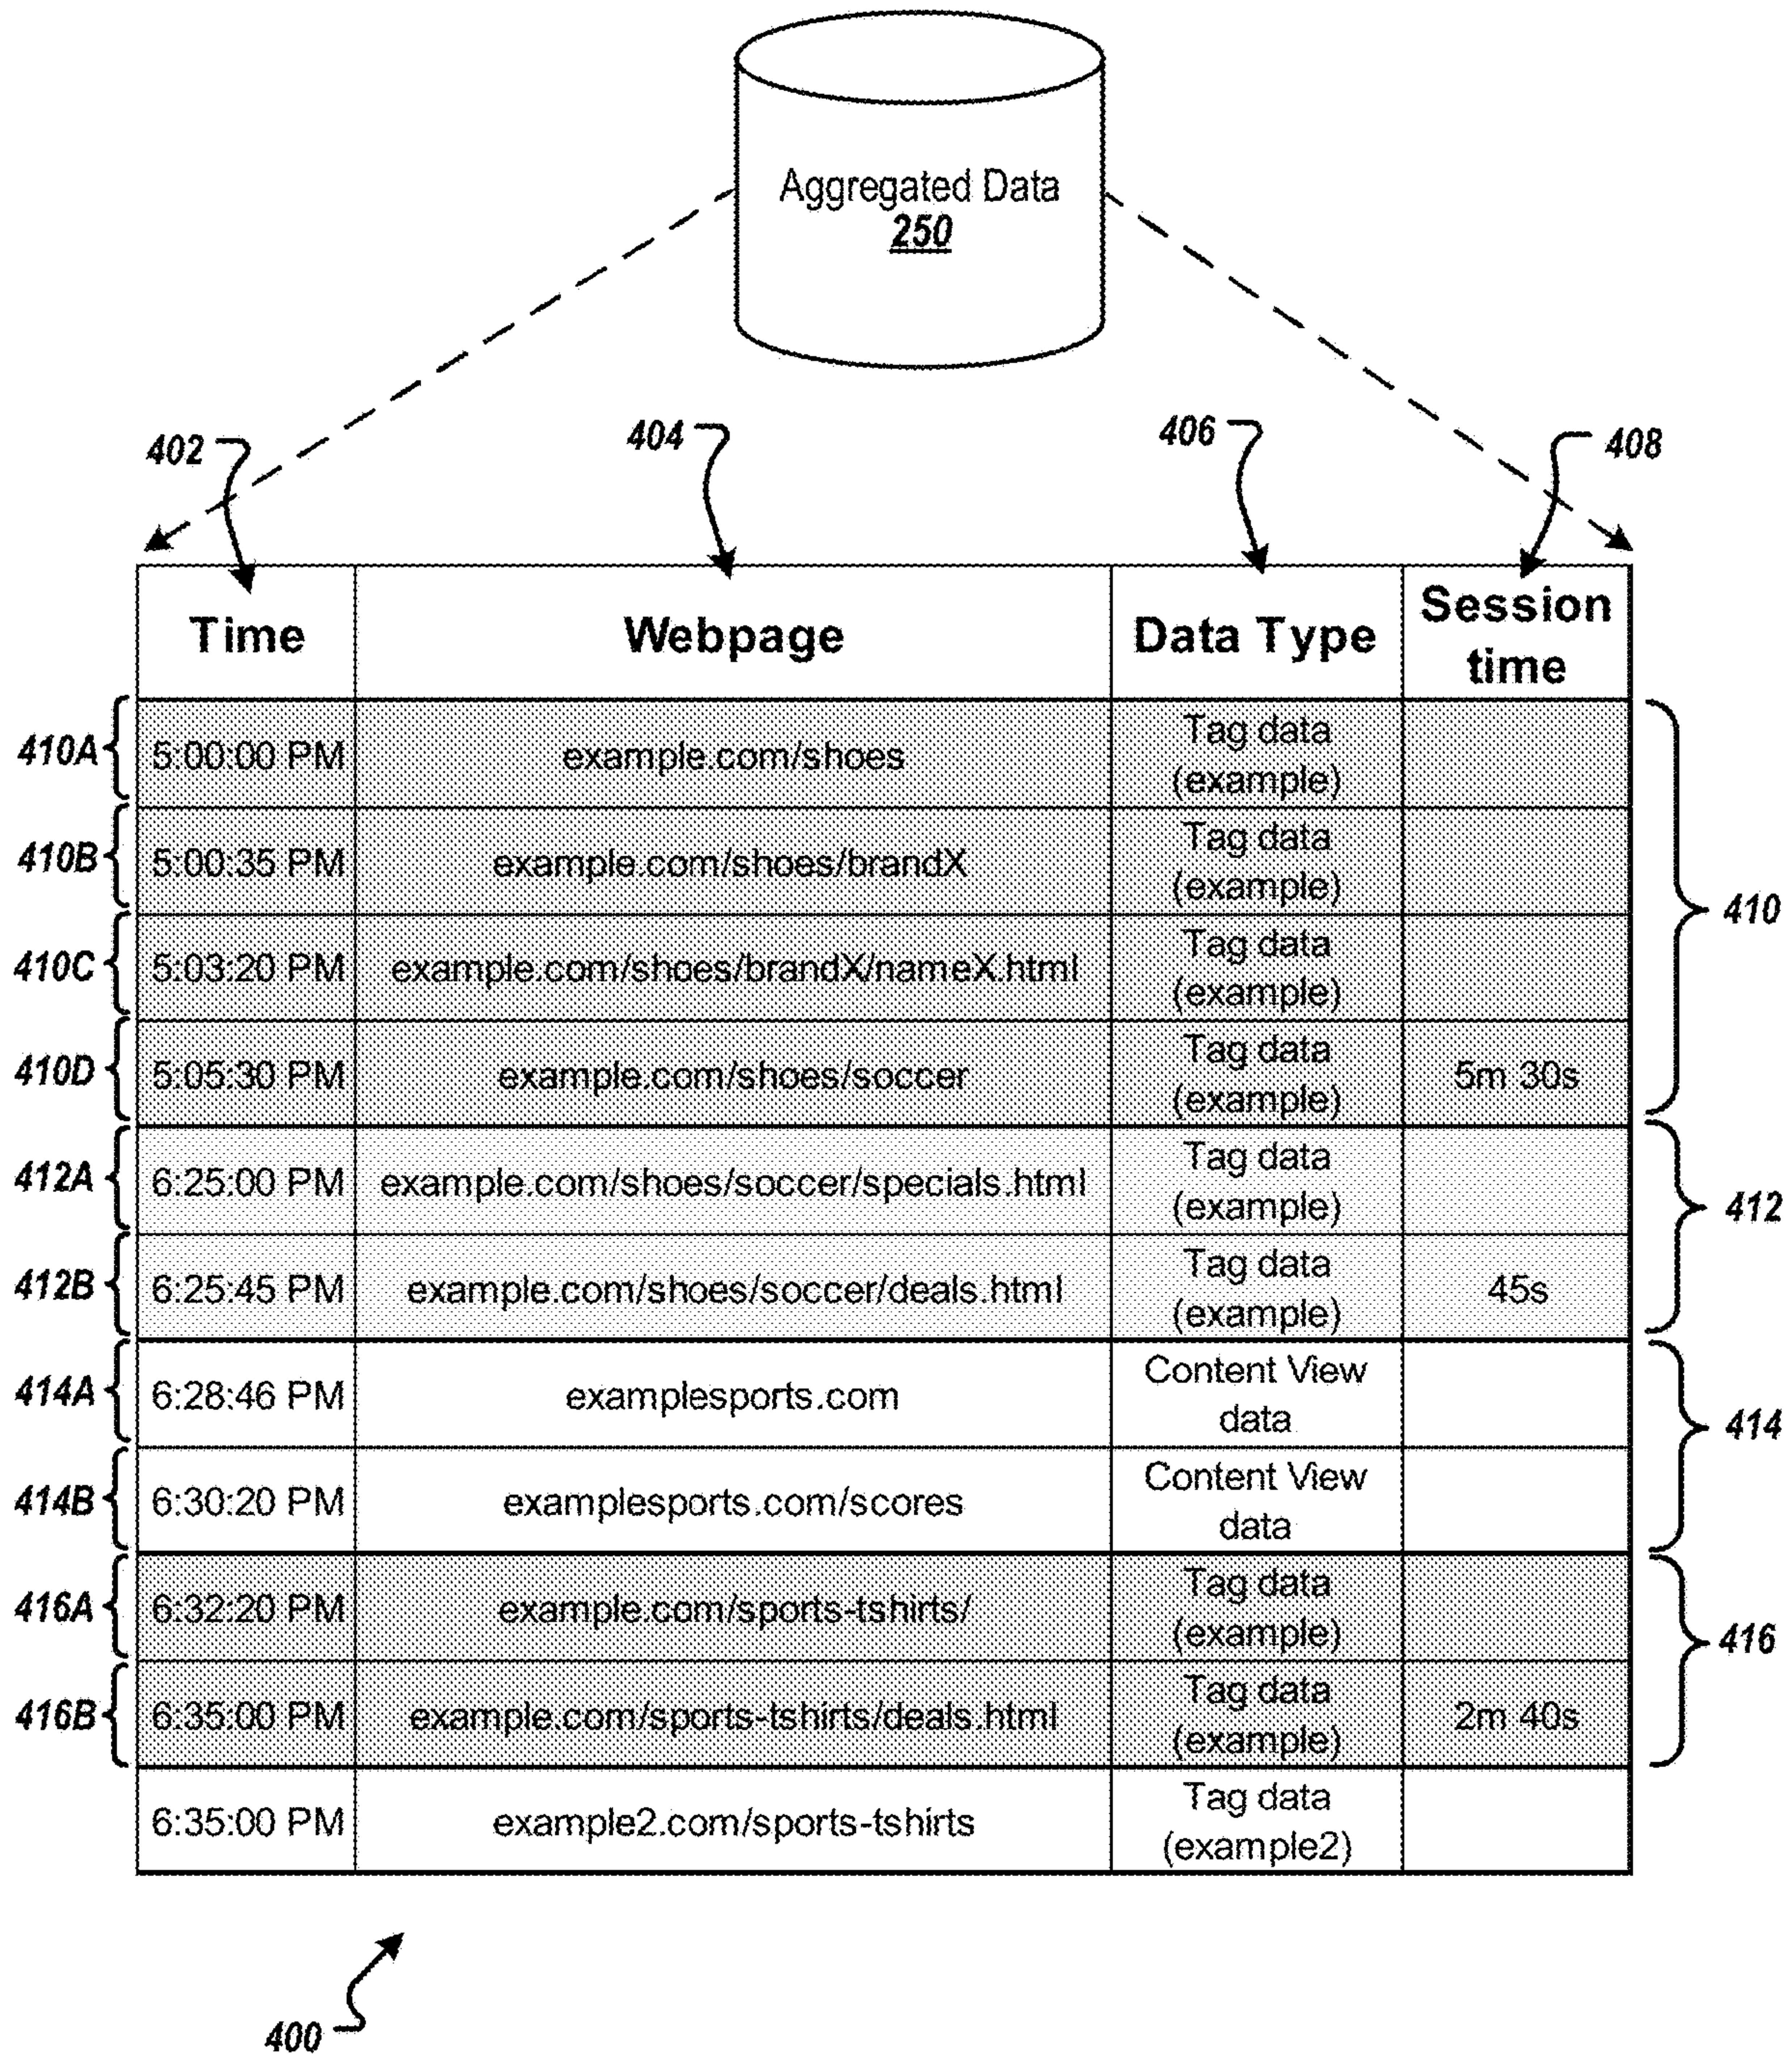 Aggregated Data
250
402
404
406
408
Time
Webpage
Data Type
Session
time
410A
5:00:00 PM
example.com/shoes
Tag data
(example)
410B
5:00:35 PM
example.com/shoes/brandX
Tag data
(example)
410
410C
5:03:20 PM
example.com/shoes/brandX/nameX.html
Tag data
(example)
410D
5:05:30 PM
example.com/shoes/soccer
Tag data
(example)
5m 30s
412A
6:25:00 PM
example.com/shoes/soccer/specials.html
Tag data
(example)
412
412B
6:25:45 PM
example.com/shoes/soccer/deals.html
Tag data
(example)
45s
414A
6:28:46 PM
examplesports.com
Content View
data
414
414B
6:30:20 PM
examplesports.com/scores
Content View
data
416A
6:32:20 PM
example.com/sports-tshirts/
Tag data
(example)
416
416B
6:35:00 PM
example.com/sports-tshirts/deals.html
Tag data
(example)
2m 40s
6:35:00 PM
example2.com/sports-tshirts
Tag data
(example2)
400